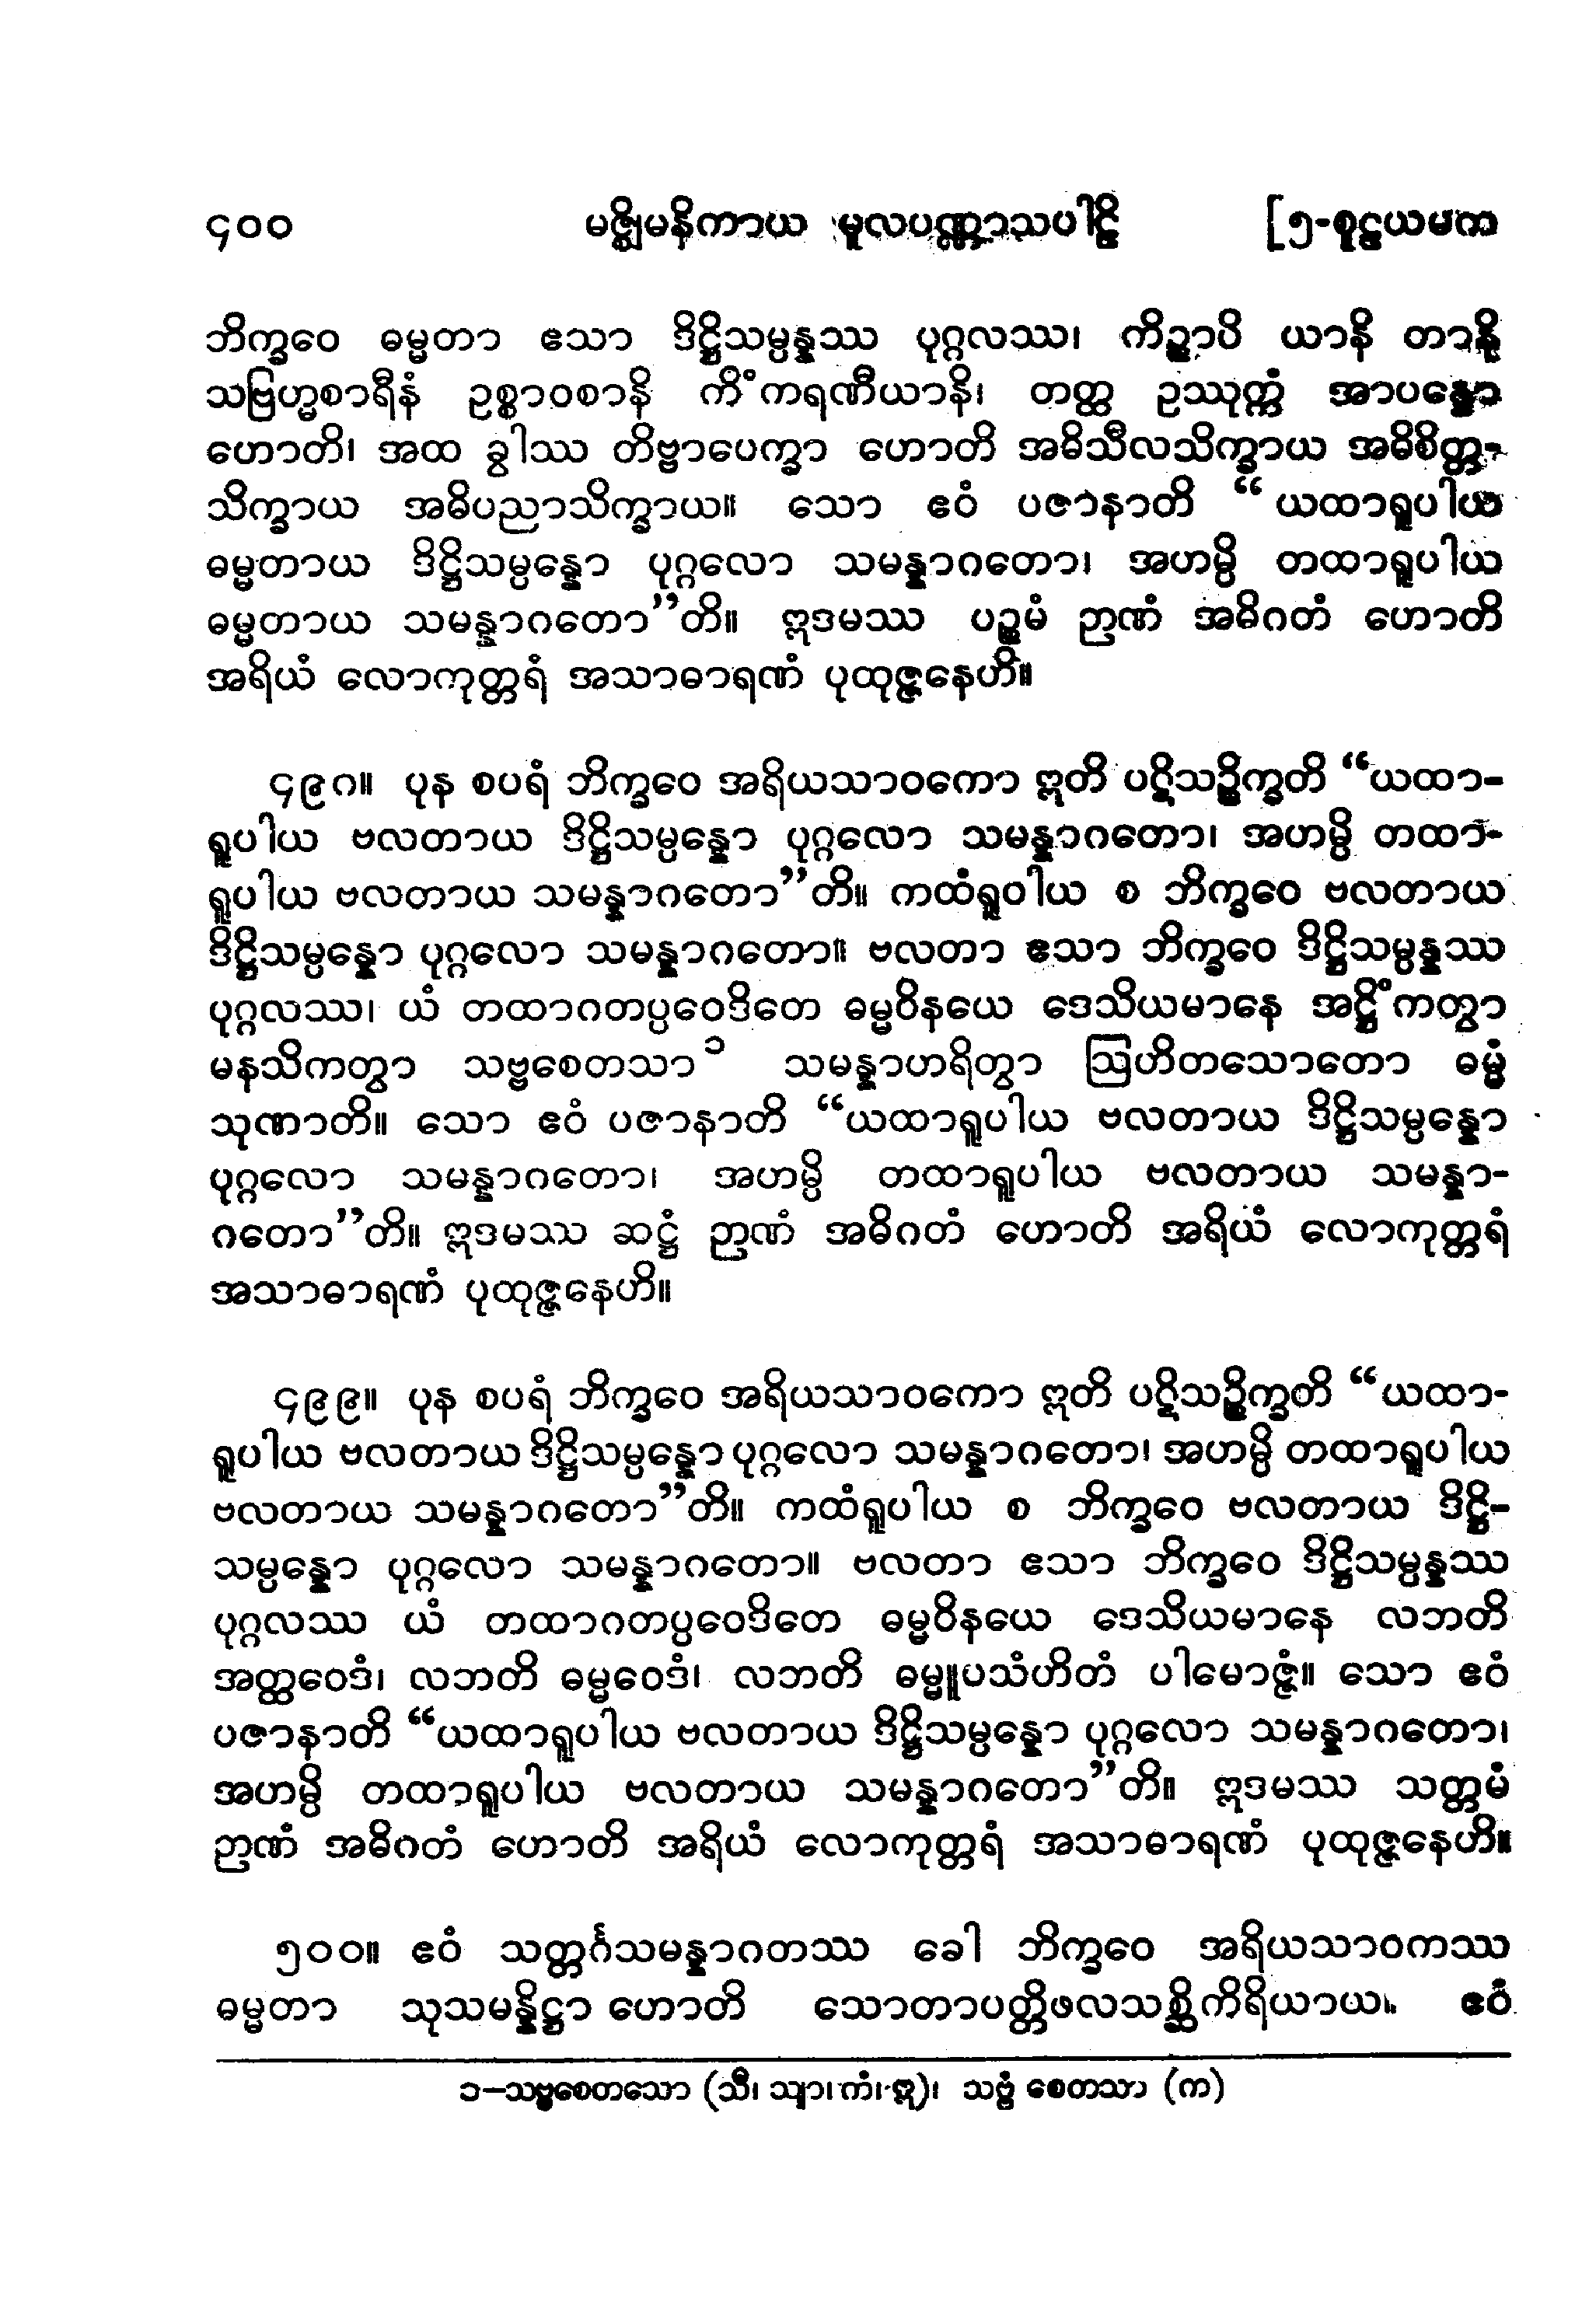 ၄၀၀ မဇ္ဈိမနိကာယ မူလပဏ္ဏာသပါဠိ [၅-စူဠယမက
ဘိက္ခဝေ ဓမ္မတာ ဧသာ ဒိဋ္ဌိသမ္ပန္နဿ ပုဂ္ဂလဿ၊ ကိဉ္စာပိ ယာနိ တာနိ
သဗြဟ္မစာရီနံ ဥစ္စာဝစာနိ ကိံကရဏီယာနိ၊ တတ္ထ ဥဿုက္ကံ အာပန္နော
ဟောတိ၊ အထ ခွါဿ တိဗ္ဗာပေက္ခာ ဟောတိ အဓိသီလသိက္ခာယ အဓိစိတ္တ-
သိက္ခာယ အဓိပညာသိက္ခာယ။ သော ဧဝံ ပဇာနာတိ “ယထာရူပါယ
ဓမ္မတာယ ဒိဋ္ဌိသမ္ပန္နော ပုဂ္ဂလော သမန္နာဂတော၊ အဟမ္ပိ တထာရူပါယ
ဓမ္မတာယ သမန္နာဂတော”တိ။ ဣဒမဿ ပဉ္စမံ ဉာဏံ အဓိဂတံ ဟောတိ
အရိယံ လောကုတ္တရံ အသာဓာရဏံ ပုထုဇ္ဇနေဟိ။
၄၉၈။ ပုန စပရံ ဘိက္ခဝေ အရိယသာဝကော ဣတိ ပဋိသဉ္စိက္ခတိ “ယထာ-
ရူပါယ ဗလတာယ ဒိဋ္ဌိသမ္ပန္နော ပုဂ္ဂလော သမန္နာဂတော၊ အဟမ္ပိ တထာ-
ရူပါယ ဗလတာယ သမန္နာဂတော”တိ။ ကထံရူပါယ စ ဘိက္ခဝေ ဗလတာယ
ဒိဋ္ဌိသမ္ပန္နော ပုဂ္ဂလော သမန္နာဂတော။ ဗလတာ ဧသာ ဘိက္ခဝေ ဒိဋ္ဌိသမ္ပန္နဿ
ပုဂ္ဂလဿ၊ ယံ တထာဂတပ္ပဝေဒိတေ ဓမ္မဝိနယေ ဒေသိယမာနေ အဋ္ဌိံကတွာ
မနသိကတွာ သဗ္ဗစေတသာ ၁ သမန္နာဟရိတွာ ဩဟိတသောတော ဓမ္မံ
သုဏာတိ။ သော ဧဝံ ပဇာနာတိ “ယထာရူပါယ ဗလတာယ ဒိဋ္ဌိသမ္ပန္နော
ပုဂ္ဂလော သမန္နာဂတော၊ အဟမ္ပိ တထာရူပါယ ဗလတာယ သမန္နာ-
ဂတော”တိ။ ဣဒမဿ ဆဋ္ဌံ ဉာဏံ အဓိဂတံ ဟောတိ အရိယံ လောကုတ္တရံ
အသာဓာရဏံ ပုထုဇ္ဇနေဟိ။
၄၉၉။ ပုန စပရံ ဘိက္ခဝေ အရိယသာဝကော ဣတိ ပဋိသဉ္စိက္ခတိ “ယထာ-
ရူပါယ ဗလတာယ ဒိဋ္ဌိသမ္ပန္နော ပုဂ္ဂလော သမန္နာဂတော၊ အဟမ္ပိ တထာရူပါယ
ဗလတာယ သမန္နာဂတော”တိ။ ကထံရူပါယ စ ဘိက္ခဝေ ဗလတာယ ဒိဋ္ဌိ-
သမ္ပန္နော ပုဂ္ဂလော သမန္နာဂတော။ ဗလတာ ဧသာ ဘိက္ခဝေ ဒိဋ္ဌိသမ္ပန္နဿ
ပုဂ္ဂလဿ ယံ တထာဂတပ္ပဝေဒိတေ ဓမ္မဝိနယေ ဒေသိယမာနေ လဘတိ
အတ္ထဝေဒံ၊ လဘတိ ဓမ္မဝေဒံ၊ လဘတိ ဓမ္မူပသံဟိတံ ပါမောဇ္ဇံ။ သော ဧဝံ
ပဇာနာတိ “ယထာရူပါယ ဗလတာယ ဒိဋ္ဌိသမ္ပန္နော ပုဂ္ဂလော သမန္နာဂတော၊
အဟမ္ပိ တထာရူပါယ ဗလတာယ သမန္နာဂတော”တိ။ ဣဒမဿ သတ္တမံ
ဉာဏံ အဓိဂတံ ဟောတိ အရိယံ လောကုတ္တရံ အသာဓာရဏံ ပုထုဇ္ဇနေဟိ။
၅၀၀။ ဧဝံ သတ္တင်္ဂသမန္နာဂတဿ ခေါ ဘိက္ခဝေ အရိယသာဝကဿ
ဓမ္မတာ သုသမန္နိဋ္ဌာ ဟောတိ သောတာပတ္တိဖလသစ္ဆိကိရိယာယ။ ဧဝံ
၁-သဗ္ဗစေတသော (သီ၊ သျာ၊ ကံ၊ ဣ)၊ သဗ္ဗံ စေတသာ (က)